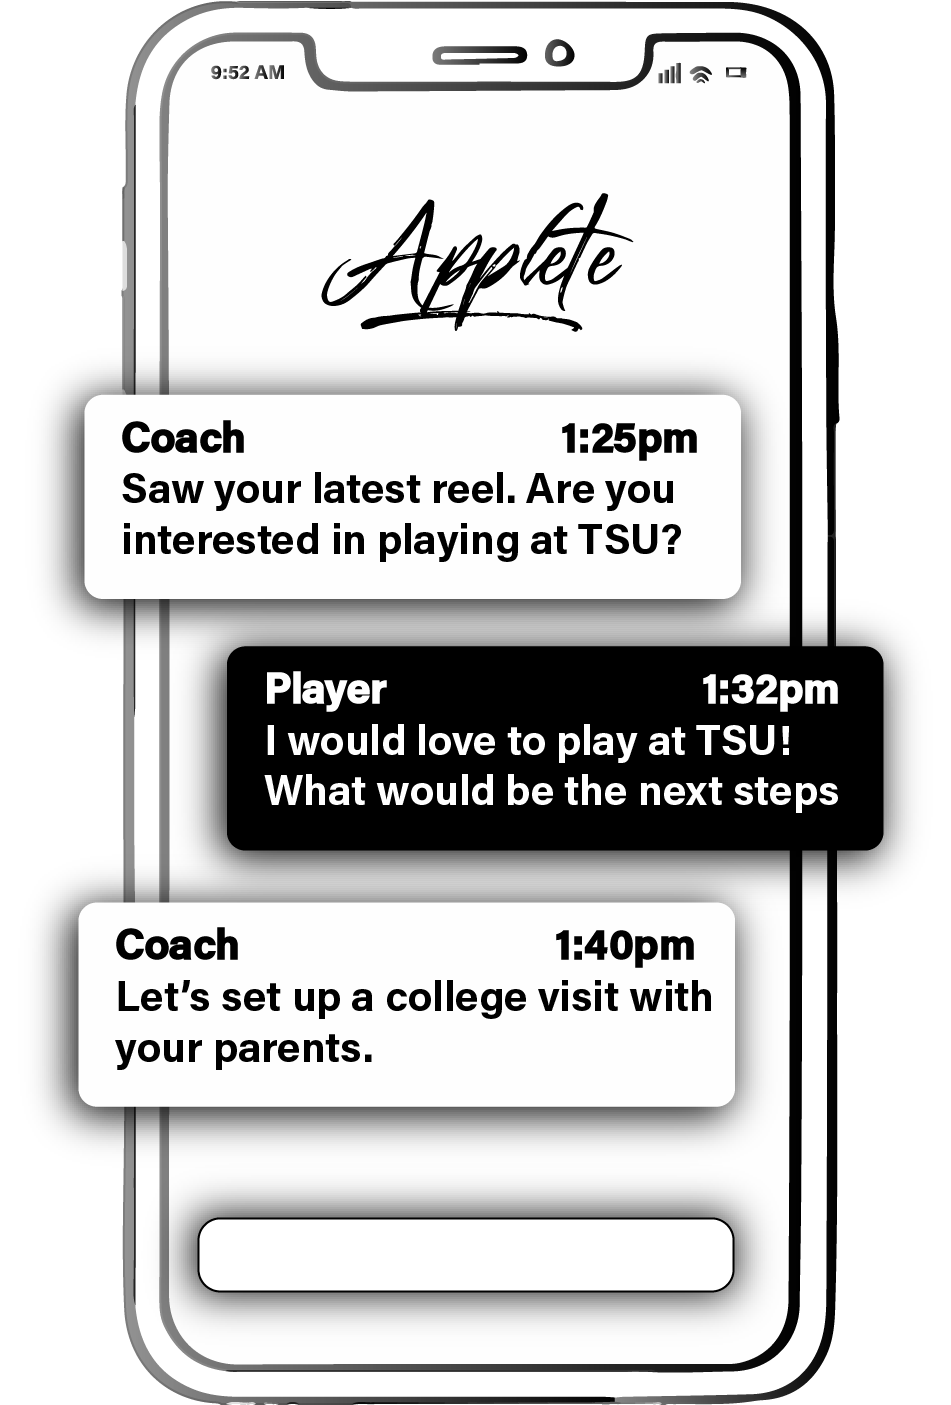 9:52 AM
Applete
Coach 1:25pm
Saw your latest reel. Are you
interested in playing at TSU?
Player 1:32pm
I would love to play at TSU!
What would be the next steps
Coach 1:40pm
Let’s set up a college visit with
your parents.